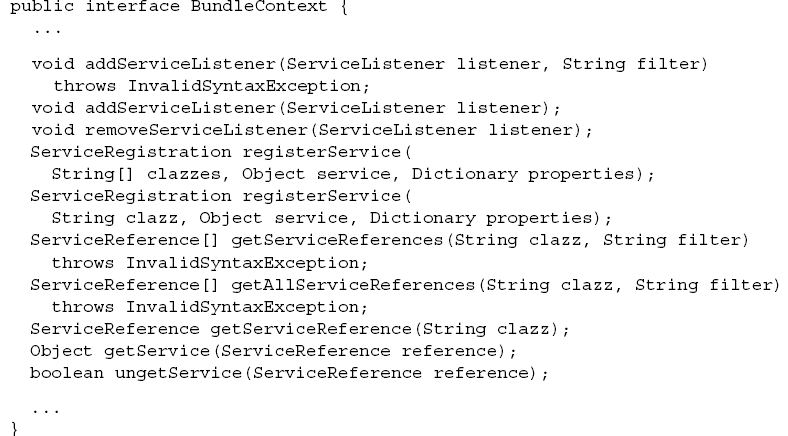 public interface BundleContext {
...
void addServiceListener(ServiceListener listener, String filter)
throws InvalidSyntaxException;
void addServiceListener(ServiceListener listener);
void removeServiceListener(ServiceListener listener);
ServiceRegistration registerService(
String[] clazzes, Object service, Dictionary properties);
ServiceRegistration registerService(
String clazz, Object service, Dictionary properties);
ServiceReference[] getServiceReferences(String clazz, String filter)
throws InvalidSyntaxException;
ServiceReference[] getAllServiceReferences(String clazz, String filter)
throws InvalidSyntaxException;
ServiceReference getServiceReference(String clazz);
Object getService(ServiceReference reference);
boolean ungetService(ServiceReference reference);
...
}